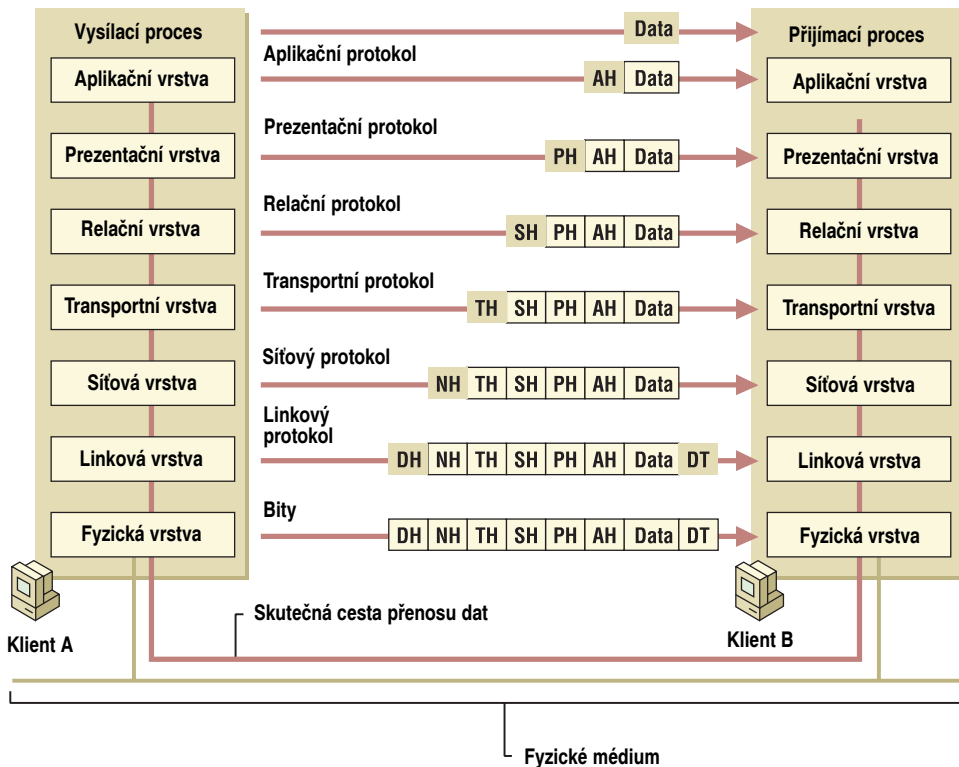 Vysílací proces
Data
Přijímací proces
Aplikační protokol
Aplikační vrstva
AH Data
Aplikační vrstva
Prezentační protokol
Prezentační vrstva
PH AH Data
Prezentační vrstva
Relační protokol
Relační vrstva
SH PH AH Data
Relační vrstva
Transportní protokol
Transportní vrstva
TH SH PH AH Data
Transportní vrstva
Síťový protokol
Síťová vrstva
NH TH SH PH AH Data
Síťová vrstva
Linkový
protokol
Linková vrstva
DH NH TH SH PH AH Data DT
Linková vrstva
Bity
Fyzická vrstva
DH NH TH SH PH AH Data DT
Fyzická vrstva
Skutečná cesta přenosu dat
Klient A
Klient B
Fyzické médium